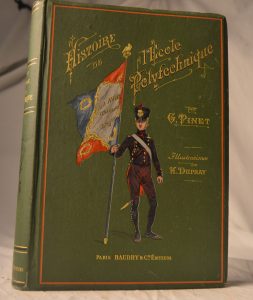 Histoire
de
l'École
Polytechnique
PAR
G. Pinet
Illustrations
de
H. Dupray
Paris BAUDRY & Cie Éditeurs